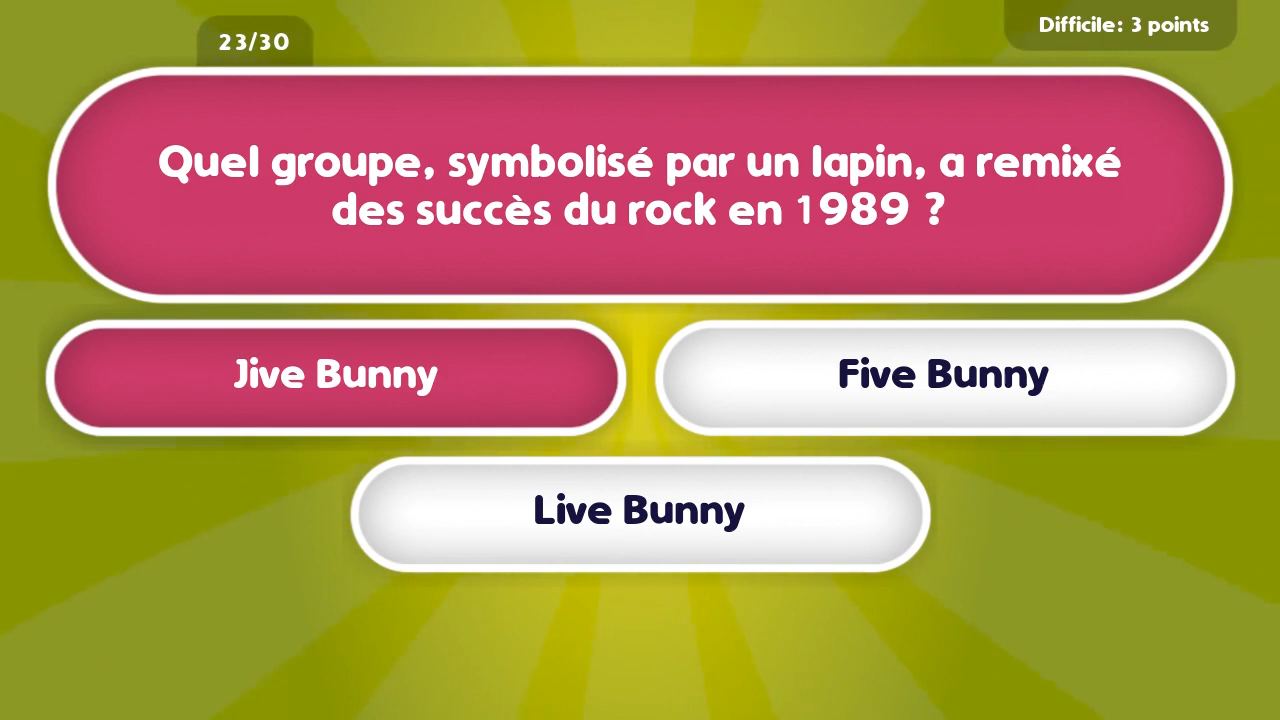 23/30
Difficile: 3 points
Quel groupe, symbolisé par un lapin, a remixé
des succès du rock en 1989 ?
Jive Bunny
Five Bunny
Live Bunny